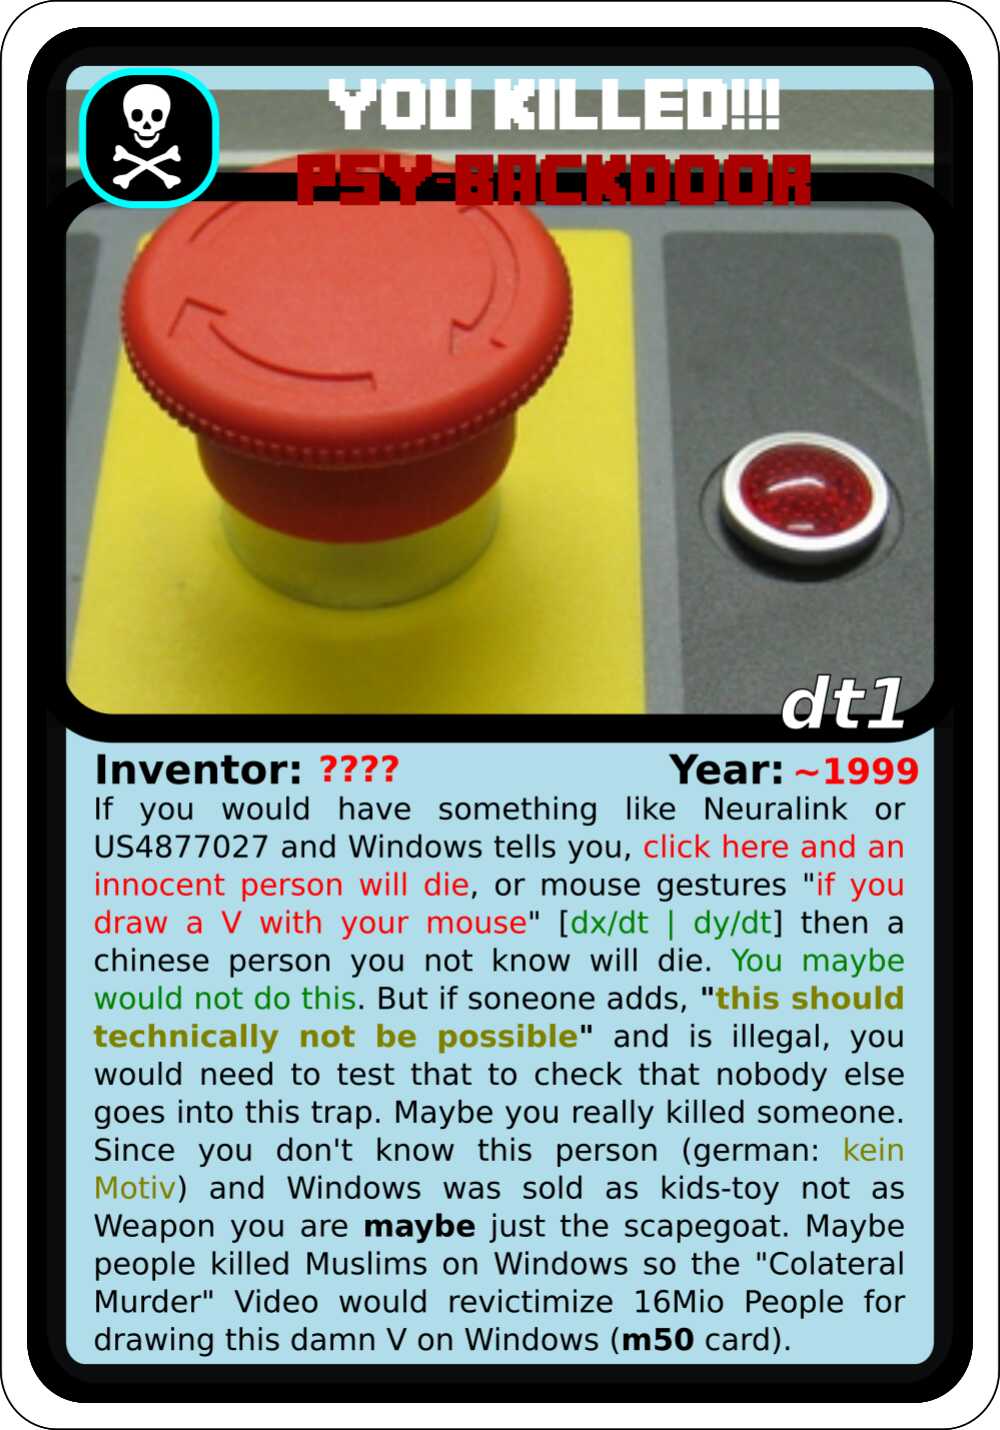 YOU KILLED!!!
PSY-BACKDOOR
dt1
Inventor: ???? Year: ~1999
If you would have something like Neuralink or
US4877027 and Windows tells you, click here and an
innocent person will die, or mouse gestures "if you
draw a V with your mouse" [dx/dt | dy/dt] then a
chinese person you not know will die. You maybe
would not do this. But if soneone adds, "this should
technically not be possible" and is illegal, you
would need to test that to check that nobody else
goes into this trap. Maybe you really killed someone.
Since you don't know this person (german: kein
Motiv) and Windows was sold as kids-toy not as
Weapon you are maybe just the scapegoat. Maybe
people killed Muslims on Windows so the "Colateral
Murder" Video would revictimize 16Mio People for
drawing this damn V on Windows (m50 card).